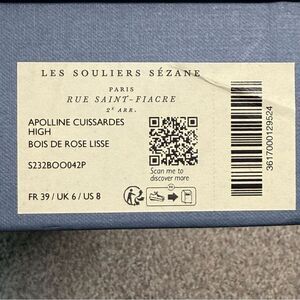 LES SOULIERS SÉZANE
PARIS
RUE SAINT-FIACRE
2e ARR.
APOLLINE CUISSARDES
HIGH
BOIS DE ROSE LISSE
S232BOO042P
Scan me to
discover more
FR 39 / UK 6 / US 8
3617000129524